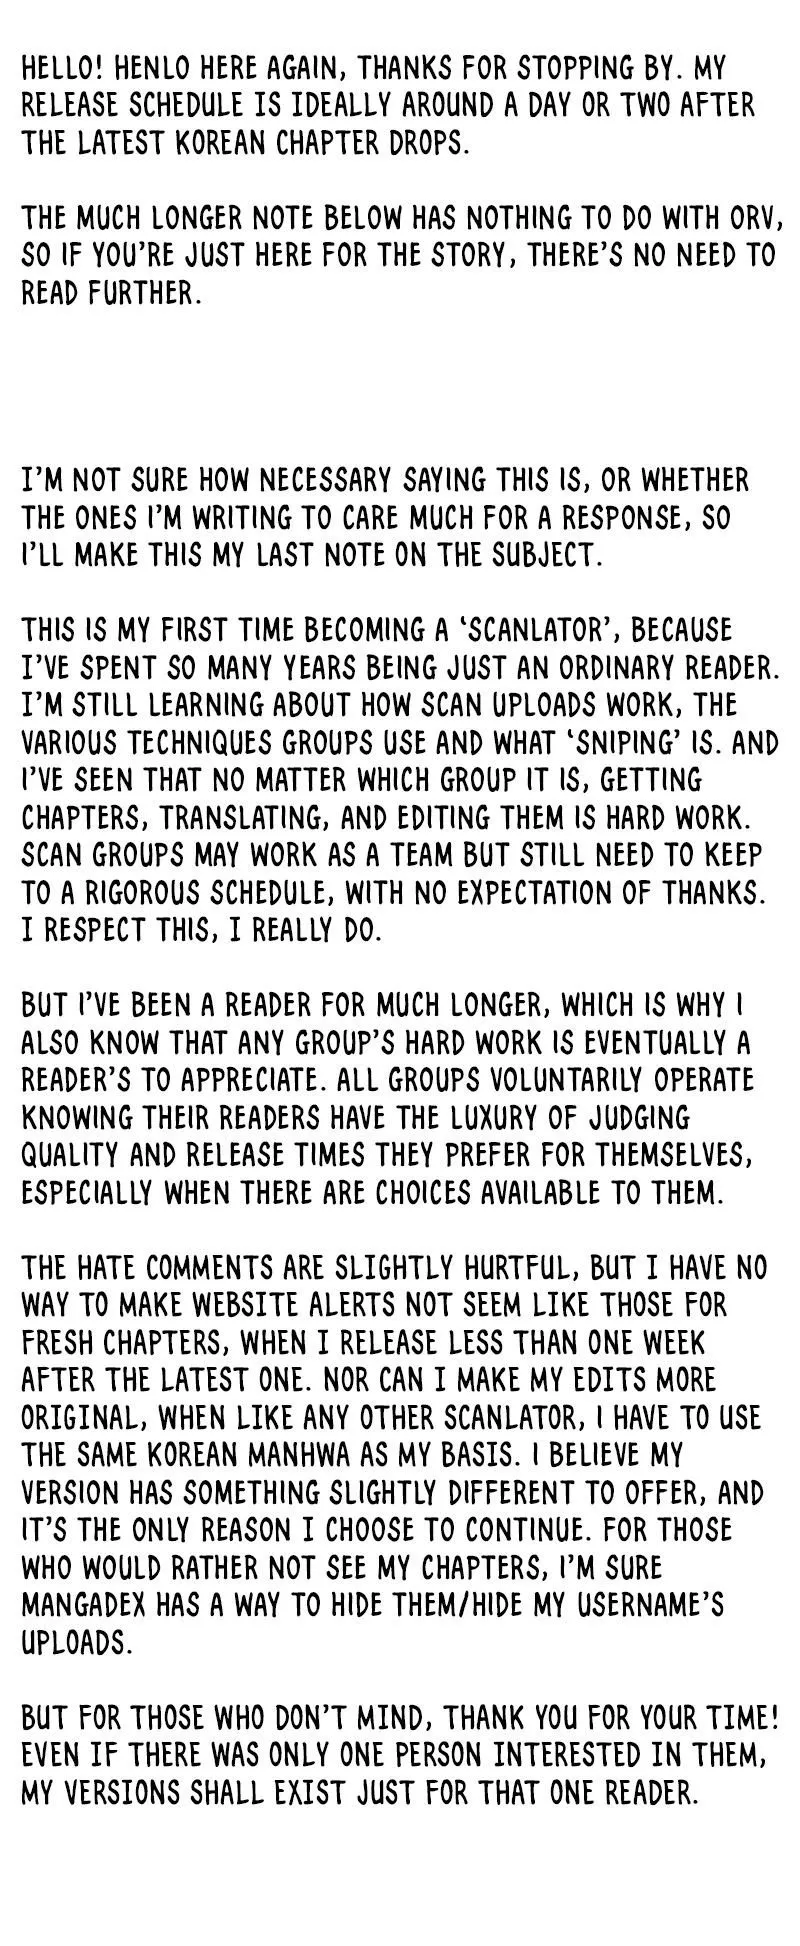 HELLO! HENLO HERE AGAIN, THANKS FOR STOPPING BY. MY
RELEASE SCHEDULE IS IDEALLY AROUND A DAY OR TWO AFTER
THE LATEST KOREAN CHAPTER DROPS.
THE MUCH LONGER NOTE BELOW HAS NOTHING TO DO WITH ORV,
SO IF YOU'RE JUST HERE FOR THE STORY, THERE'S NO NEED TO
READ FURTHER.
I'M NOT SURE HOW NECESSARY SAYING THIS IS, OR WHETHER
THE ONES I'M WRITING TO CARE MUCH FOR A RESPONSE, SO
I'LL MAKE THIS MY LAST NOTE ON THE SUBJECT.
THIS IS MY FIRST TIME BECOMING A ‘SCANLATOR’, BECAUSE
I'VE SPENT SO MANY YEARS BEING JUST AN ORDINARY READER.
I'M STILL LEARNING ABOUT HOW SCAN UPLOADS WORK, THE
VARIOUS TECHNIQUES GROUPS USE AND WHAT ‘SNIPING’ IS. AND
I'VE SEEN THAT NO MATTER WHICH GROUP IT IS, GETTING
CHAPTERS, TRANSLATING, AND EDITING THEM IS HARD WORK.
SCAN GROUPS MAY WORK AS A TEAM BUT STILL NEED TO KEEP
TO A RIGOROUS SCHEDULE, WITH NO EXPECTATION OF THANKS.
I RESPECT THIS, I REALLY DO.
BUT I'VE BEEN A READER FOR MUCH LONGER, WHICH IS WHY I
ALSO KNOW THAT ANY GROUP'S HARD WORK IS EVENTUALLY A
READER'S TO APPRECIATE. ALL GROUPS VOLUNTARILY OPERATE
KNOWING THEIR READERS HAVE THE LUXURY OF JUDGING
QUALITY AND RELEASE TIMES THEY PREFER FOR THEMSELVES,
ESPECIALLY WHEN THERE ARE CHOICES AVAILABLE TO THEM.
THE HATE COMMENTS ARE SLIGHTLY HURTFUL, BUT I HAVE NO
WAY TO MAKE WEBSITE ALERTS NOT SEEM LIKE THOSE FOR
FRESH CHAPTERS, WHEN I RELEASE LESS THAN ONE WEEK
AFTER THE LATEST ONE. NOR CAN I MAKE MY EDITS MORE
ORIGINAL, WHEN LIKE ANY OTHER SCANLATOR, I HAVE TO USE
THE SAME KOREAN MANHWA AS MY BASIS. I BELIEVE MY
VERSION HAS SOMETHING SLIGHTLY DIFFERENT TO OFFER, AND
IT'S THE ONLY REASON I CHOOSE TO CONTINUE. FOR THOSE
WHO WOULD RATHER NOT SEE MY CHAPTERS, I'M SURE
MANGADEX HAS A WAY TO HIDE THEM/HIDE MY USERNAME'S
UPLOADS.
BUT FOR THOSE WHO DON'T MIND, THANK YOU FOR YOUR TIME!
EVEN IF THERE WAS ONLY ONE PERSON INTERESTED IN THEM,
MY VERSIONS SHALL EXIST JUST FOR THAT ONE READER.